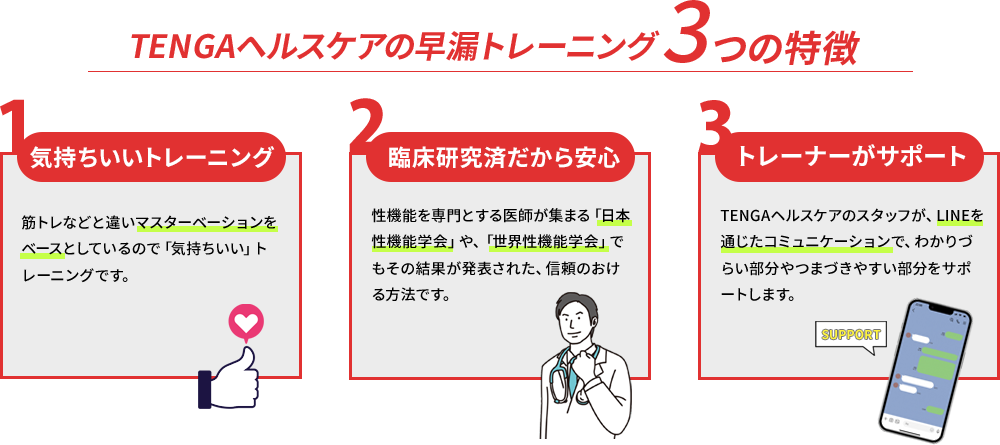 TENGAヘルスケアの早漏トレーニング3つの特徴
1
気持ちいいトレーニング
筋トレなどと違いマスターベーションを
ベースとしているので「気持ちいい」ト
レーニングです。
2
臨床研究済だから安心
性機能を専門とする医師が集まる「日本
性機能学会」や、「世界性機能学会」で
もその結果が発表された、信頼のおけ
る方法です。
3
トレーナーがサポート
TENGAヘルスケアのスタッフが、LINEを
通じたコミュニケーションで、わかりづ
らい部分やつまづきやすい部分をサポ
ートします。
SUPPORT